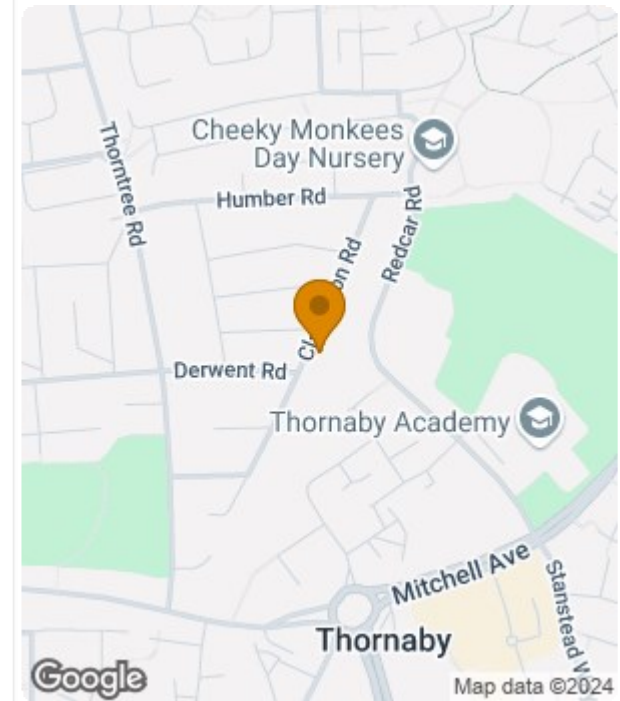 Cheeky Monkees
Day Nursery
Thorntree Rd
Humber Rd
Redcar Rd
Derwent Rd
Thornaby Academy
Mitchell Ave
Thornaby
Google
Map data ©2024